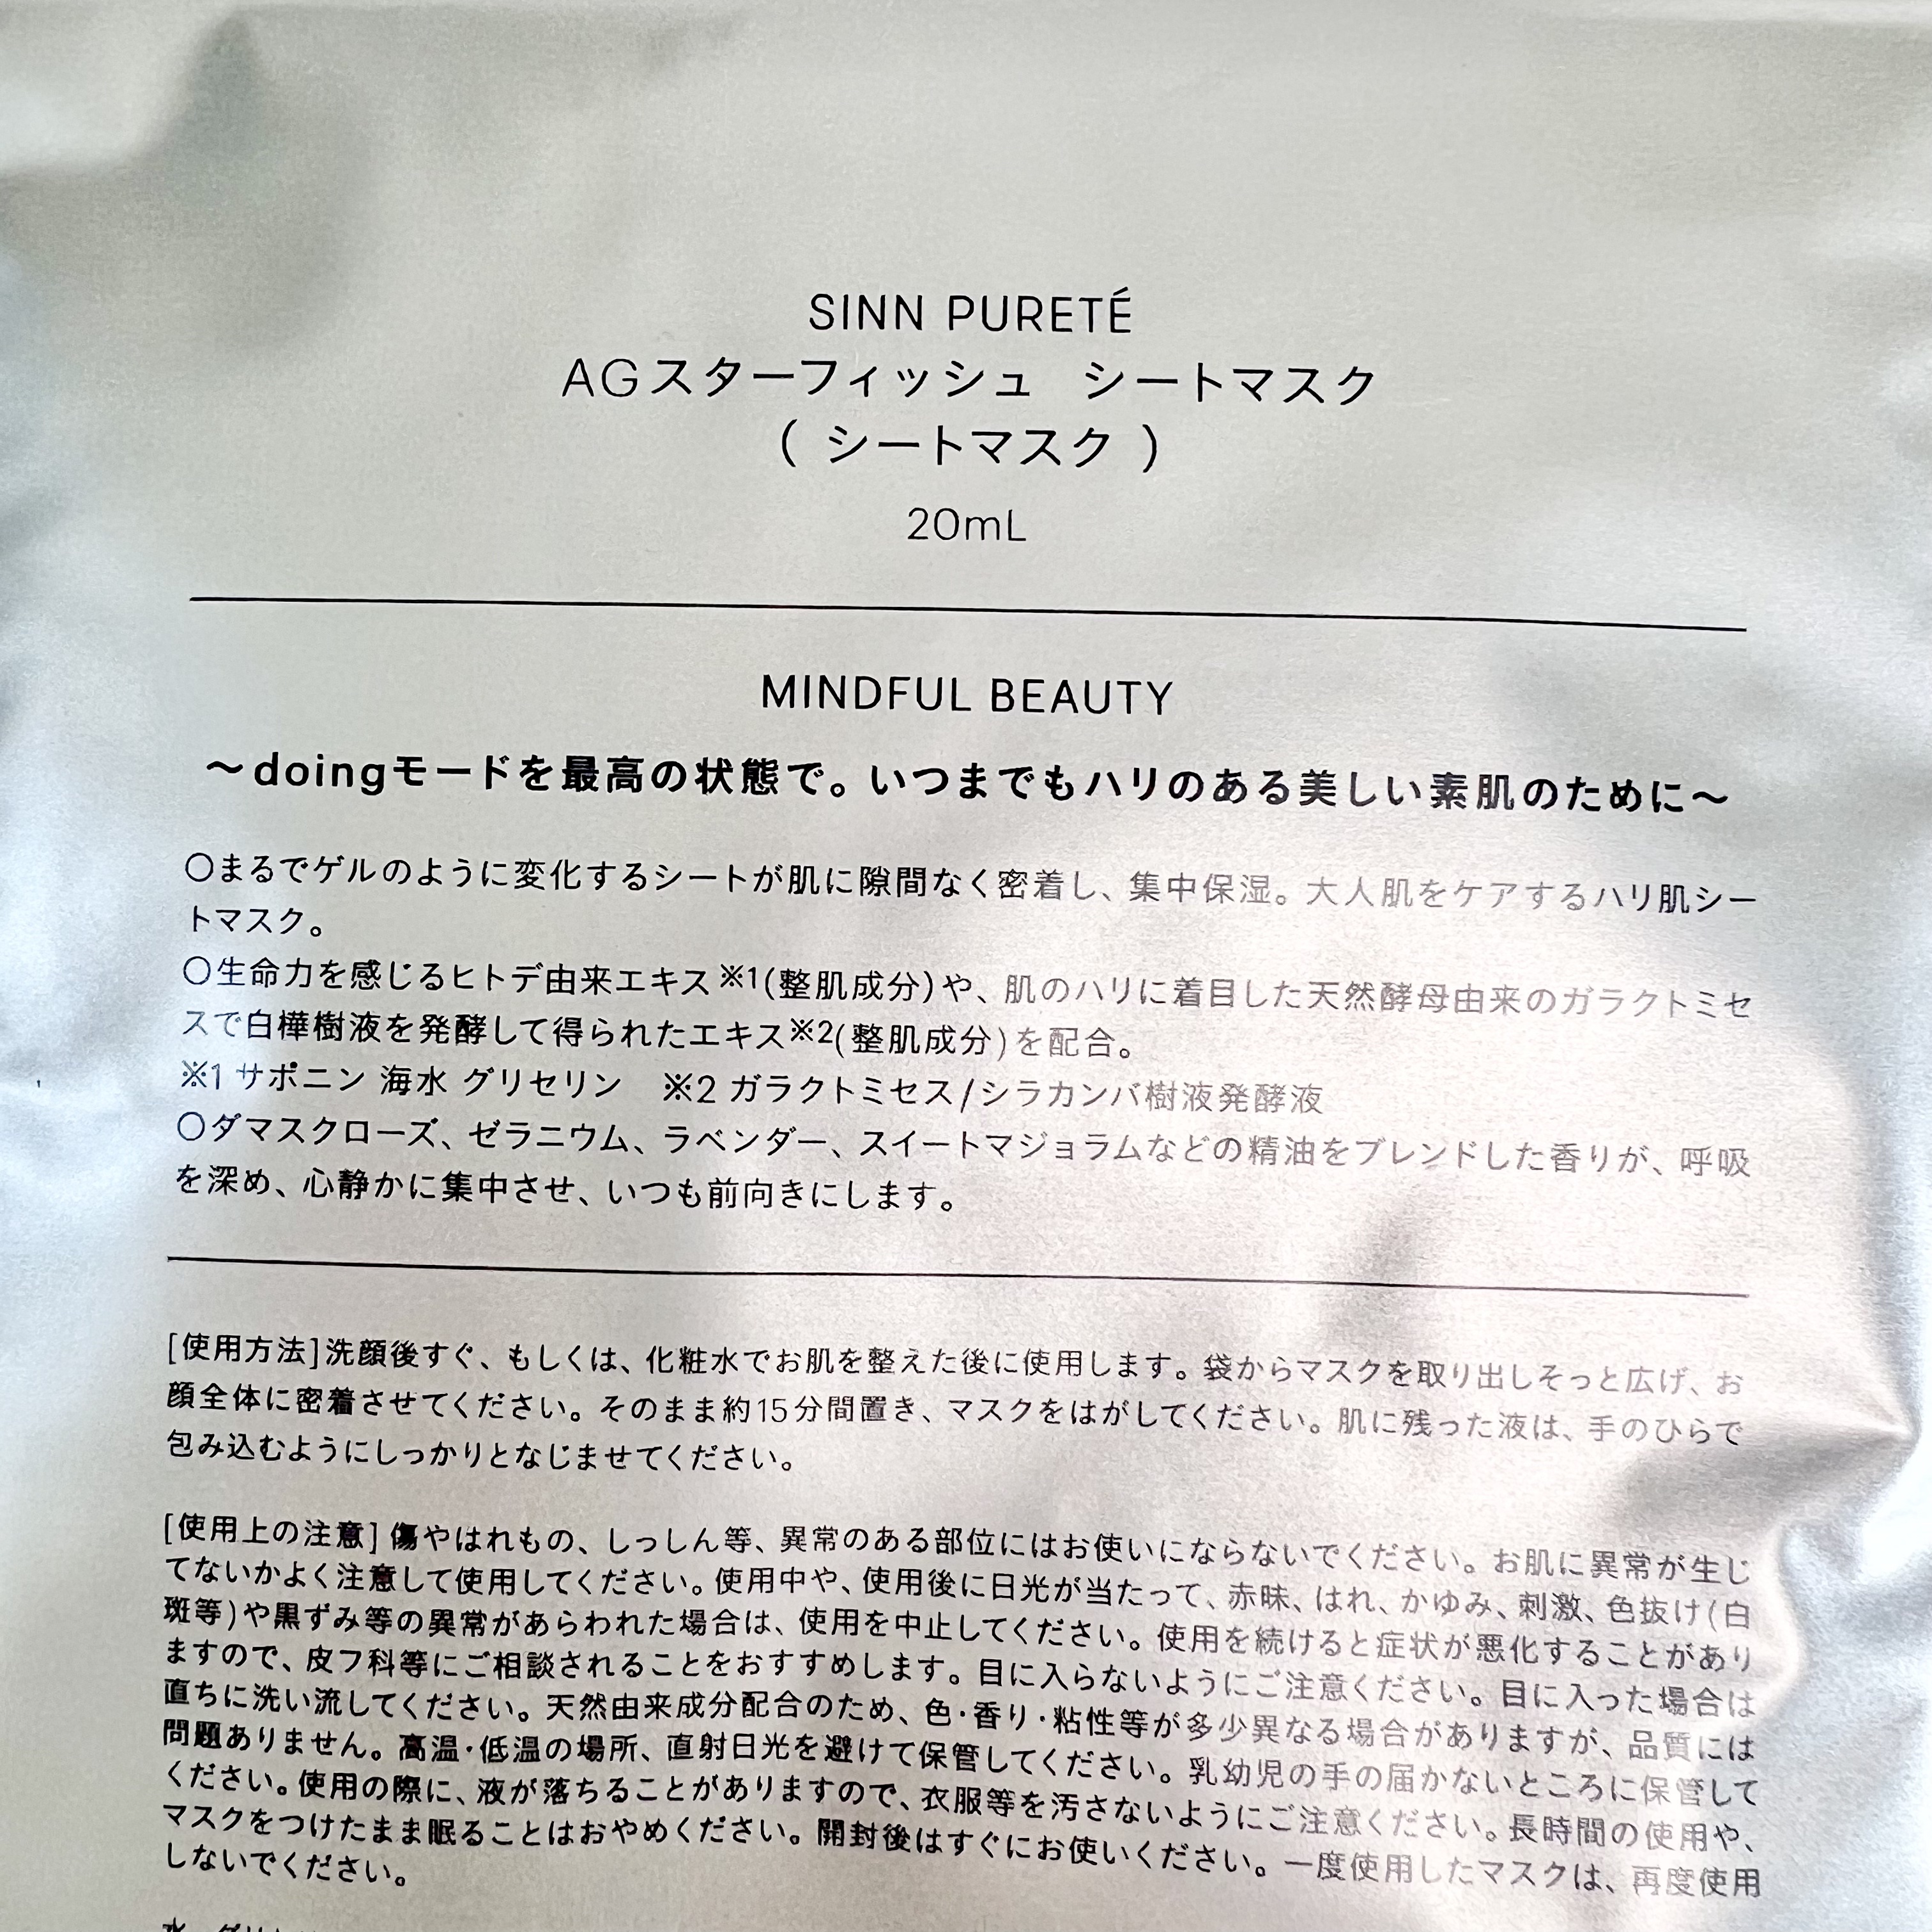 SINN PURETÉ
AGスターフィッシュ シートマスク
( シートマスク )
20mL
MINDFUL BEAUTY
～doingモードを最高の状態で。いつまでもハリのある美しい素肌のために～
〇まるでゲルのように変化するシートが肌に隙間なく密着し、集中保湿。大人肌をケアするハリ肌シー
トマスク。
〇生命力を感じるヒトデ由来エキス※1(整肌成分)や、肌のハリに着目した天然酵母由来のガラクトミセ
スで白樺樹液を発酵して得られたエキス※2(整肌成分)を配合。
※1 サポニン 海水 グリセリン ※2 ガラクトミセス/シラカンバ樹液発酵液
〇ダマスクローズ、ゼラニウム、ラベンダー、スイートマジョラムなどの精油をブレンドした香りが、呼吸
を深め、心静かに集中させ、いつも前向きにします。
[使用方法]洗顔後すぐ、もしくは、化粧水でお肌を整えた後に使用します。袋からマスクを取り出しそっと広げ、お
顔全体に密着させてください。そのまま約15分間置き、マスクをはがしてください。肌に残った液は、手のひらで
包み込むようにしっかりとなじませてください。
[使用上の注意]傷やはれもの、しっしん等、異常のある部位にはお使いにならないでください。お肌に異常が生じ
てないかよく注意して使用してください。使用中や、使用後に日光が当たって、赤味、はれ、かゆみ、刺激、色抜け(白
斑等)や黒ずみ等の異常があらわれた場合は、使用を中止してください。使用を続けると症状が悪化することがあり
ますので、皮フ科等にご相談されることをおすすめします。目に入らないようにご注意ください。目に入った場合は
直ちに洗い流してください。天然由来成分配合のため、色・香り・粘性等が多少異なる場合がありますが、品質には
問題ありません。高温・低温の場所、直射日光を避けて保管してください。乳幼児の手の届かないところに保管して
ください。使用の際に、液が落ちることがありますので、衣服等を汚さないようにご注意ください。長時間の使用や、
マスクをつけたまま眠ることはおやめください。開封後はすぐにお使いください。一度使用したマスクは、再度使用
しないでください。